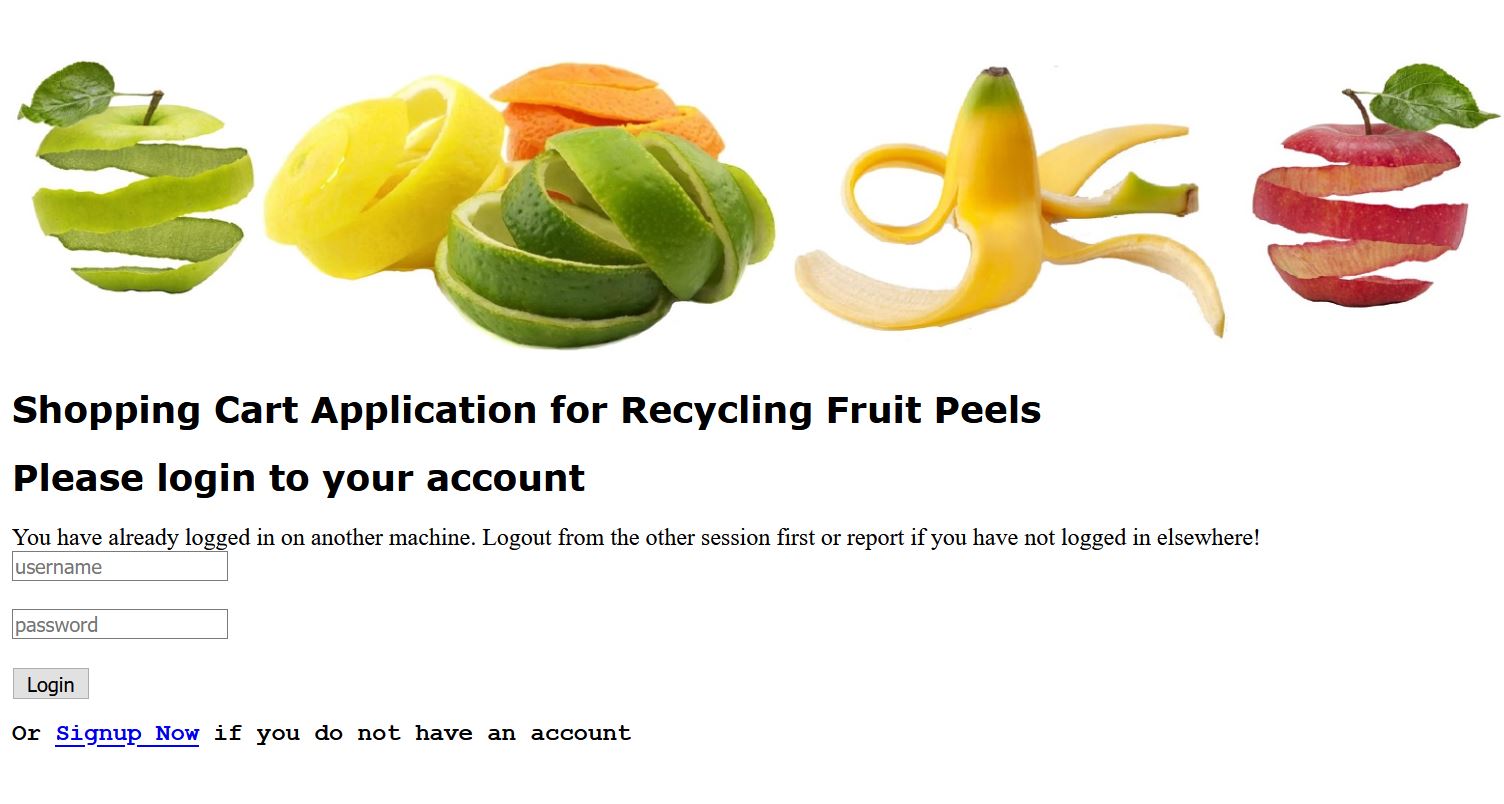 Shopping Cart Application for Recycling Fruit Peels
Please login to your account
You have already logged in on another machine. Logout from the other session first or report if you have not logged in elsewhere!
username
password
Login
Or Signup Now if you do not have an account